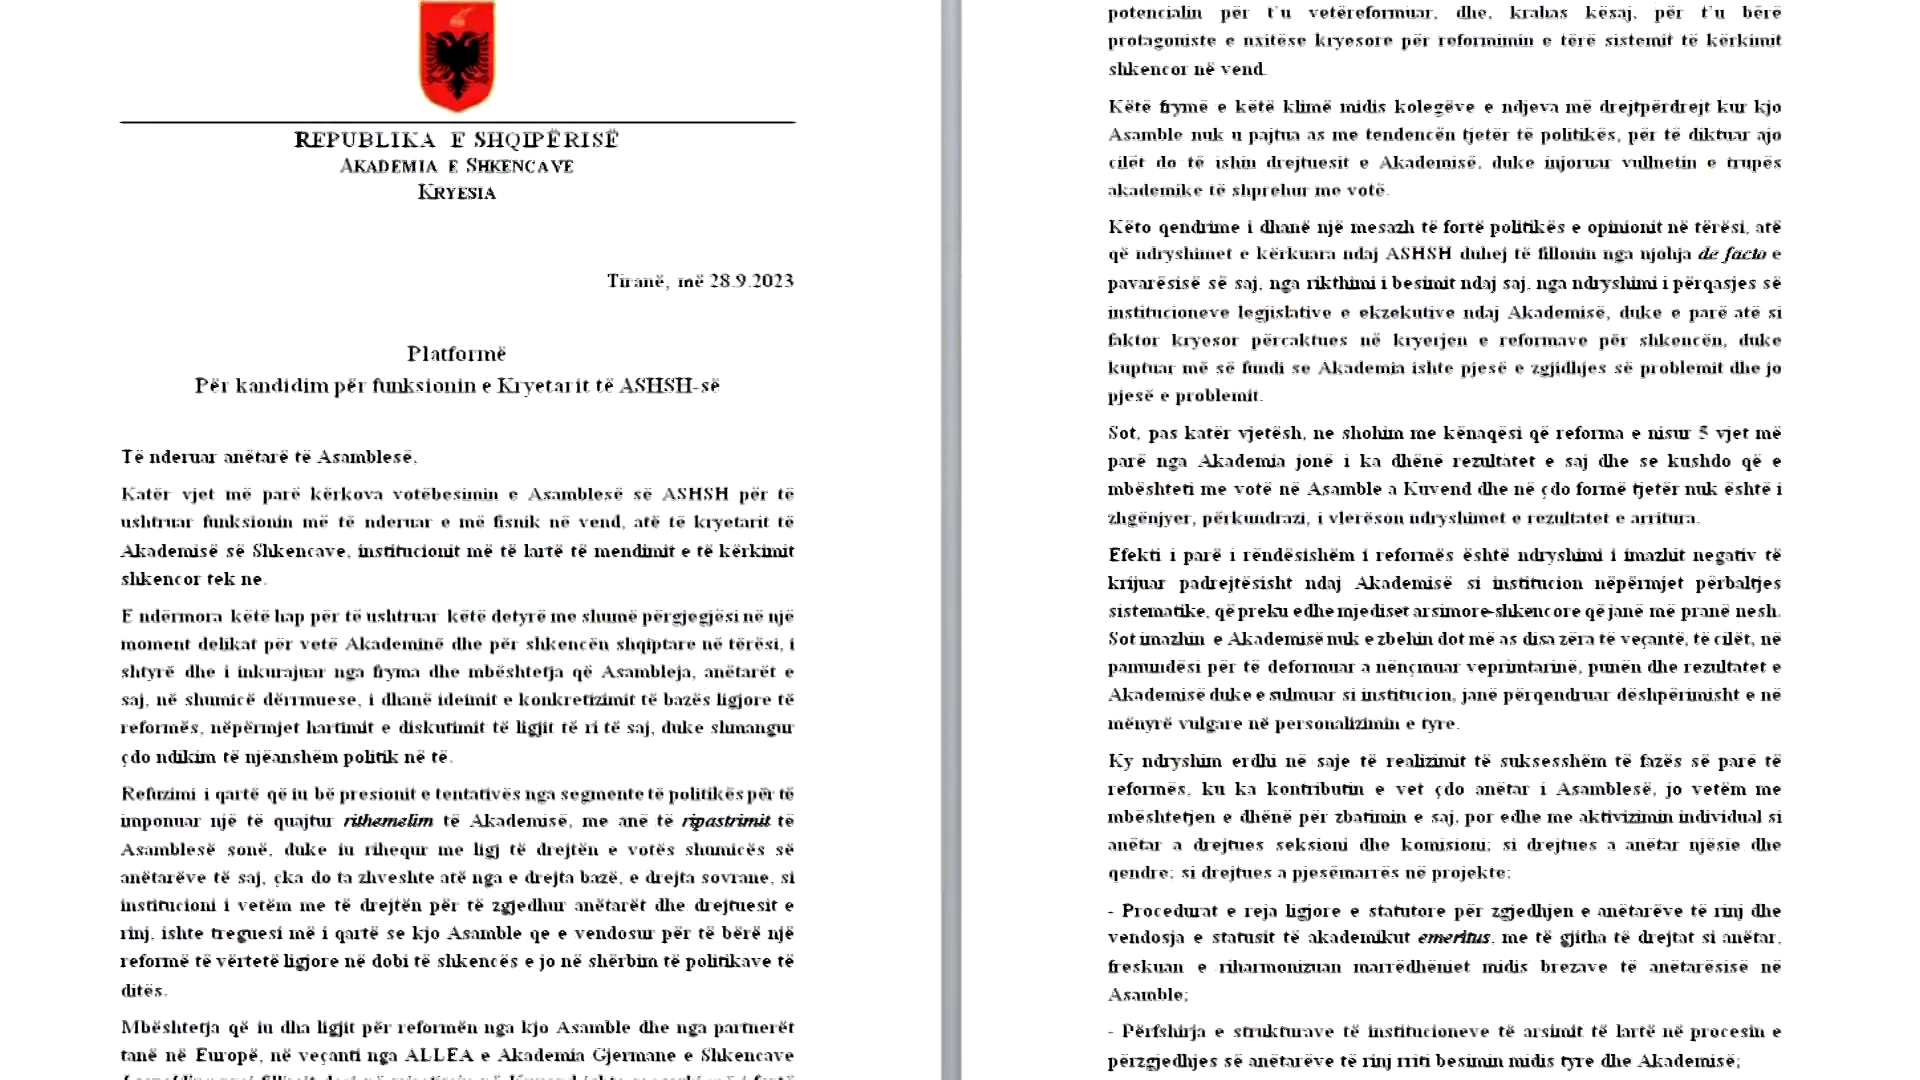 REPUBLIKA E SHQIPËRISË
AKADEMIA E SHKENCAVE
KRYESIA
Tiranë, më 28.9.2023
Platformë
Për kandidim për funksionin e Kryetarit të ASHSH-së
Të nderuar anëtarë të Asamblesë,
Katër vjet më parë kërkova votëbesimin e Asamblesë së ASHSH për të
ushtruar funksionin më të nderuar e më fisnik në vend, atë të kryetarit të
Akademisë së Shkencave, institucionit më të lartë të mendimit e të kërkimit
shkencor tek ne.
E ndërmora këtë hap për të ushtruar këtë detyrë me shumë përgjegjësi në një
moment delikat për vetë Akademinë dhe për shkencën shqiptare në tërësi, i
shtyrë dhe i inkurajuar nga fryma dhe mbështetja që Asambleja, anëtarët e
saj, në shumicë dërrmuese, i dhanë ideimit e konkretizimit të bazës ligjore të
reformës, nëpërmjet hartimit e diskutimit të ligjit të ri të saj, duke shmangur
çdo ndikim të njëanshëm politik në të.
Refuzimi i qartë që iu bë presionit e tentativës nga segmente të politikës për të
imponuar një të quajtur rithemelim të Akademisë, me anë të ripastrimit të
Asamblesë sonë, duke iu rihequr me ligj të drejtën e votës shumicës së
anëtarëve të saj, çka do ta zhveshte atë nga e drejta bazë, e drejta sovrane, si
institucioni i vetëm me të drejtën për të zgjedhur anëtarët dhe drejtuesit e
rinj, ishte treguesi më i qartë se kjo Asamble qe e vendosur për të bërë një
reformë të vërtetë ligjore në dobi të shkencës e jo në shërbim të politikave të
ditës.
Mbështetja që iu dha ligjit për reformën nga kjo Asamble dhe nga partnerët
tanë në Europë, në veçanti nga ALLEA e Akademia Gjermane e Shkencave
potencialin për t'u vetëreformuar, dhe, krahas kësaj, për t'u bërë
protagoniste e nxitëse kryesore për reformimin e tërë sistemit të kërkimit
shkencor në vend.
Këtë frymë e këtë klimë midis kolegëve e ndjeva më drejtpërdrejt kur kjo
Asamble nuk u pajtua as me tendencën tjetër të politikës, për të diktuar ajo
cilët do të ishin drejtuesit e Akademisë, duke injoruar vullnetin e trupës
akademike të shprehur me votë.
Këto qendrime i dhanë një mesazh të fortë politikës e opinionit në tërësi, atë
që ndryshimet e kërkuara ndaj ASHSH duhej të fillonin nga njohja de facto e
pavarësisë së saj, nga rikthimi i besimit ndaj saj, nga ndryshimi i përqasjes së
institucioneve legjislative e ekzekutive ndaj Akademisë, duke e parë atë si
faktor kryesor përcaktues në kryerjen e reformave për shkencën, duke
kuptuar më së fundi se Akademia ishte pjesë e zgjidhjes së problemit dhe jo
pjesë e problemit.
Sot, pas katër vjetësh, ne shohim me kënaqësi që reforma e nisur 5 vjet më
parë nga Akademia jonë i ka dhënë rezultatet e saj dhe se kushdo që e
mbështeti me votë në Asamble a Kuvend dhe në çdo formë tjetër nuk është i
zhgënjyer, përkundrazi, i vlerëson ndryshimet e rezultatet e arritura.
Efekti i parë i rëndësishëm i reformës është ndryshimi i imazhit negativ të
krijuar padrejtësisht ndaj Akademisë si institucion nëpërmjet përbaltjes
sistematike, që preku edhe mjediset arsimore-shkencore që janë më pranë nesh.
Sot imazhin e Akademisë nuk e zbehin dot më as disa zëra të veçantë, të cilët, në
pamundësi për të deformuar a nënçmuar veprimtarinë, punën dhe rezultatet e
Akademisë duke e sulmuar si institucion, janë përqendruar dëshpërimisht e në
mënyrë vulgare në personalizimin e tyre.
Ky ndryshim erdhi në saje të realizimit të suksesshëm të fazës së parë të
reformës, ku ka kontributin e vet çdo anëtar i Asamblesë, jo vetëm me
mbështetjen e dhënë për zbatimin e saj, por edhe me aktivizimin individual si
anëtar a drejtues seksioni dhe komisioni; si drejtues a anëtar njësie dhe
qendre; si drejtues a pjesëmarrës në projekte;
- Procedurat e reja ligjore e statutore për zgjedhjen e anëtarëve të rinj dhe
vendosja e statusit të akademikut emeritus, me të gjitha të drejtat si anëtar,
freskuan e riharmonizuan marrëdhëniet midis brezave të anëtarësisë në
Asamble;
- Përfshirja e strukturave të institucioneve të arsimit të lartë në procesin e
përzgjedhjes së anëtarëve të rinj rriti besimin midis tyre dhe Akademisë;